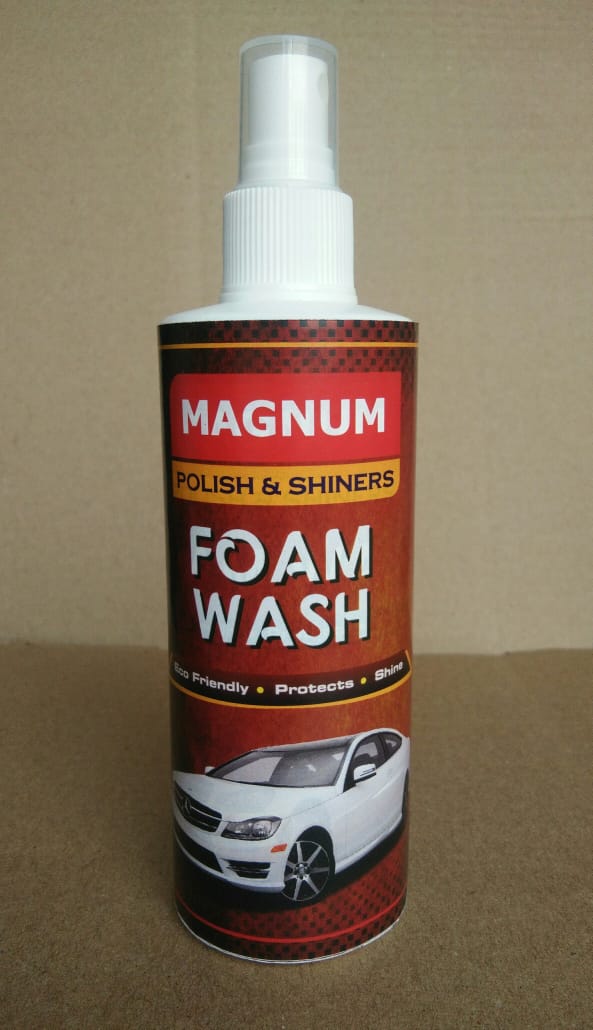 MAGNUM
POLISH & SHINERS
FOAM
WASH
Eco Friendly • Protects • Shine